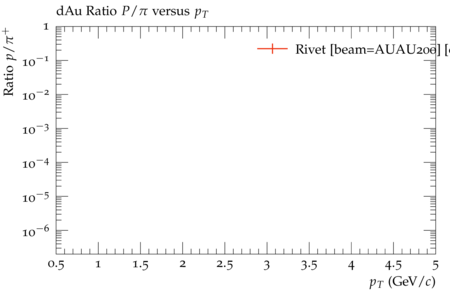 dAu Ratio P/π versus p_T
1
Rivet [beam=AUAU200] [
10⁻¹
Ratio p/π⁺
10⁻²
10⁻³
10⁻⁴
10⁻⁵
10⁻⁶
0.5 1 1.5 2 2.5 3 3.5 4 4.5 5
p_T (GeV/c)